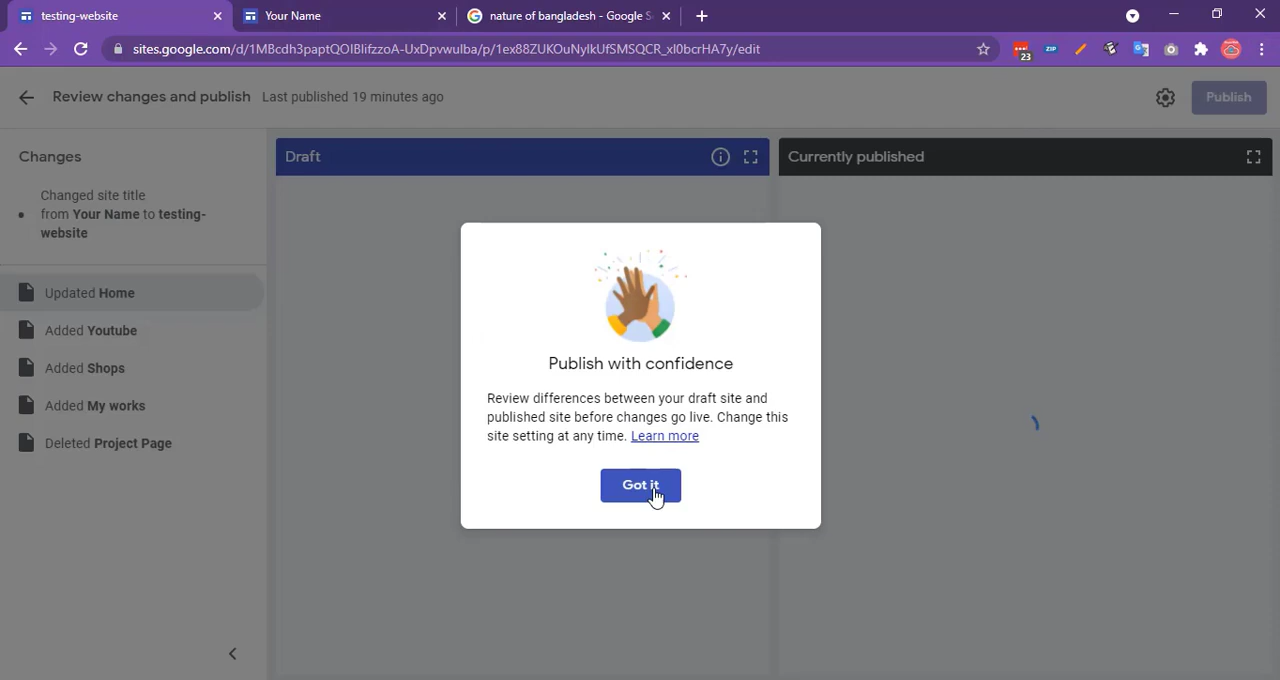 testing-website
Your Name
nature of bangladesh - Google S
sites.google.com/d/1MBcdh3paptQOIBlifzzoA-UxDpvwulba/p/1ex88ZUKOuNylkUfSMSQCR_xl0bcrHA7y/edit
23
ZIP
Review changes and publish
Last published 19 minutes ago
Publish
Changes
Changed site title
from Your Name to testing-
website
Updated Home
Added Youtube
Added Shops
Added My works
Deleted Project Page
Draft
Currently published
Publish with confidence
Review differences between your draft site and
published site before changes go live. Change this
site setting at any time. Learn more
Got it